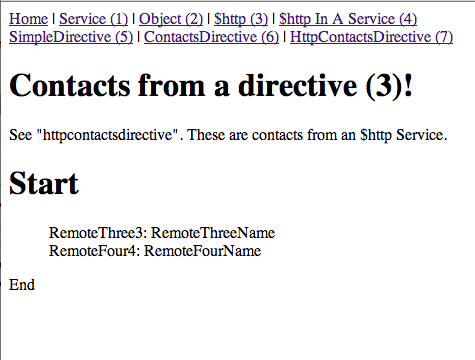 Home | Service (1) | Object (2) | $http (3) | $http In A Service (4)
SimpleDirective (5) | ContactsDirective (6) | HttpContactsDirective (7)
Contacts from a directive (3)!
See "httpcontactsdirective". These are contacts from an $http Service.
Start
RemoteThree3: RemoteThreeName
RemoteFour4: RemoteFourName
End